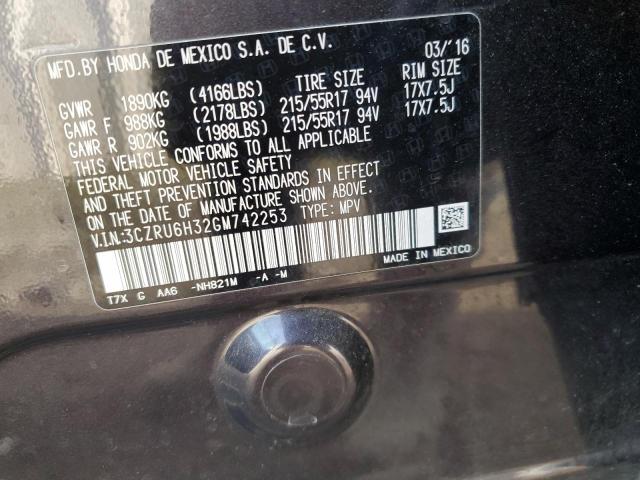 MFD.BY HONDA DE MEXICO S.A. DE C.V. 03/'16
GVWR 1890KG (4166LBS) TIRE SIZE RIM SIZE
GAWR F 988KG (2178LBS) 215/55R17 94V 17X7.5J
GAWR R 902KG (1988LBS) 215/55R17 94V 17X7.5J
THIS VEHICLE CONFORMS TO ALL APPLICABLE
FEDERAL MOTOR VEHICLE SAFETY
AND THEFT PREVENTION STANDARDS IN EFFECT
ON THE DATE OF MANUFACTURE SHOWN ABOVE.
V.I.N:3CZRU6H32GM742253 TYPE: MPV
T7X G AA6 -NH821M -A -M MADE IN MEXICO